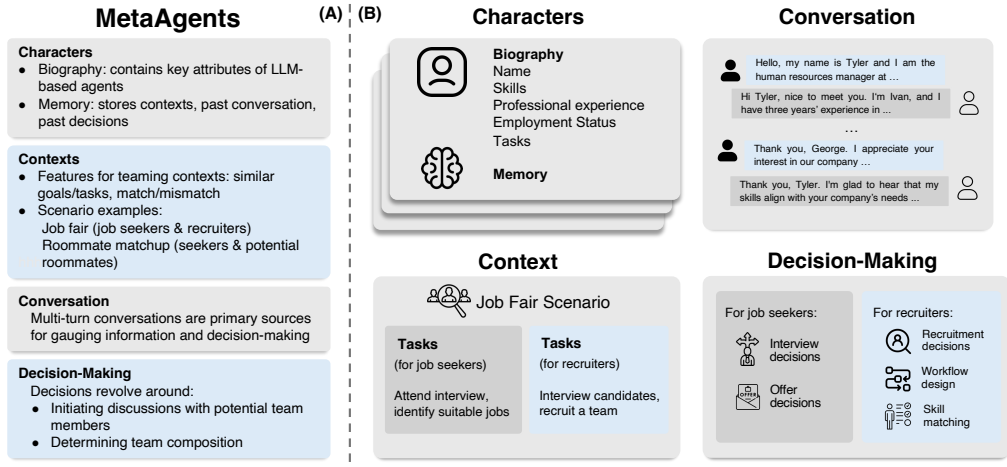 MetaAgents
(A)
Characters
● Biography: contains key attributes of LLM-
based agents
● Memory: stores contexts, past conversation,
past decisions
Contexts
● Features for teaming contexts: similar
goals/tasks, match/mismatch
● Scenario examples:
Job fair (job seekers & recruiters)
Roommate matchup (seekers & potential
roommates)
Conversation
Multi-turn conversations are primary sources
for gauging information and decision-making
Decision-Making
Decisions revolve around:
● Initiating discussions with potential team
members
● Determining team composition
(B)
Characters
Biography
Name
Skills
Professional experience
Employment Status
Tasks
Memory
Conversation
Hello, my name is Tyler and I am the
human resources manager at ...
Hi Tyler, nice to meet you. I'm Ivan, and I
have three years' experience in ...
...
Thank you, George. I appreciate your
interest in our company ...
Thank you, Tyler. I'm glad to hear that my
skills align with your company's needs ...
Context
Job Fair Scenario
Tasks
(for job seekers)
Attend interview,
identify suitable jobs
Tasks
(for recruiters)
Interview candidates,
recruit a team
Decision-Making
For job seekers:
Interview
decisions
OFFER
Offer
decisions
For recruiters:
Recruitment
decisions
Workflow
design
Skill
matching